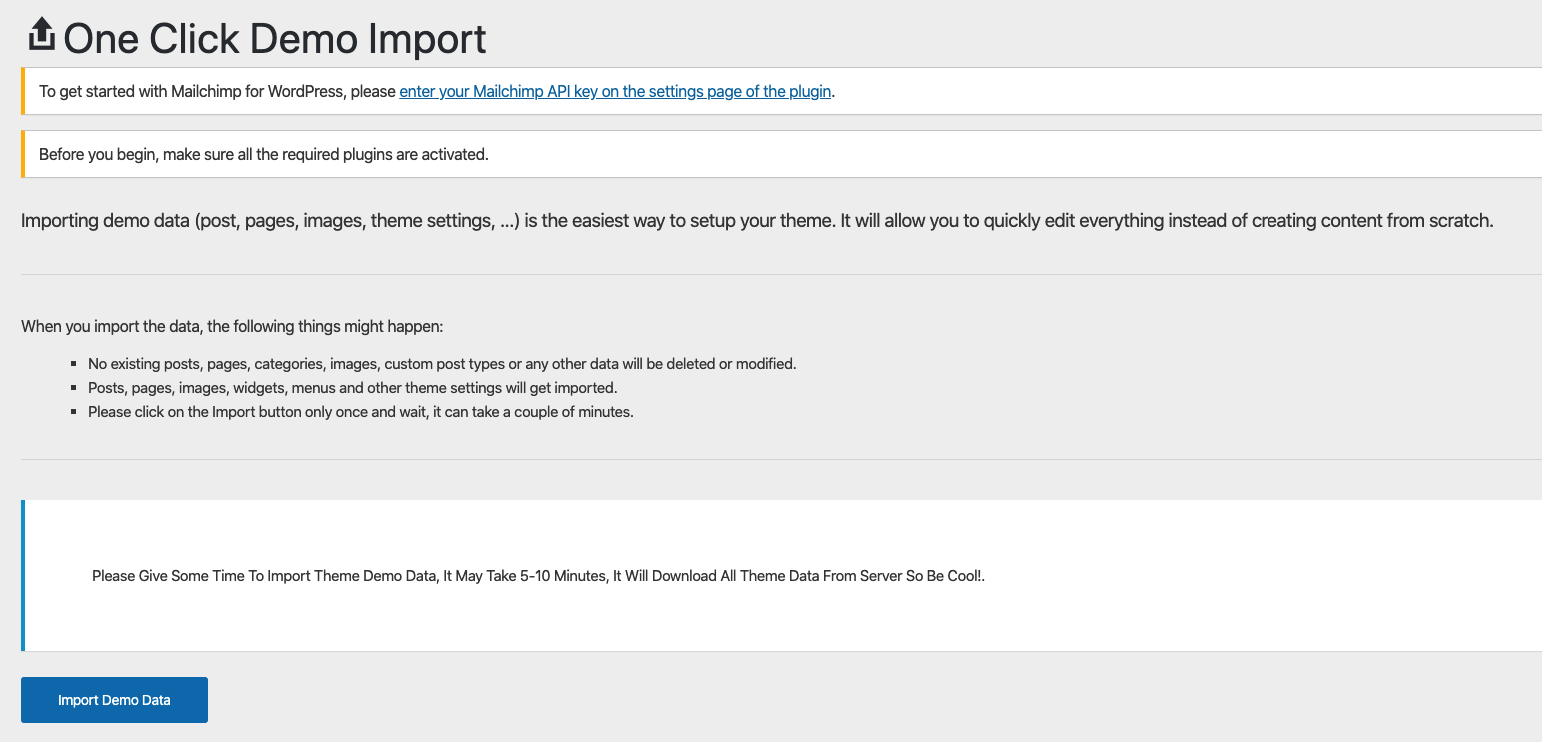 One Click Demo Import
To get started with Mailchimp for WordPress, please enter your Mailchimp API key on the settings page of the plugin.
Before you begin, make sure all the required plugins are activated.
Importing demo data (post, pages, images, theme settings, ...) is the easiest way to setup your theme. It will allow you to quickly edit everything instead of creating content from scratch.
When you import the data, the following things might happen:
▪ No existing posts, pages, categories, images, custom post types or any other data will be deleted or modified.
▪ Posts, pages, images, widgets, menus and other theme settings will get imported.
▪ Please click on the Import button only once and wait, it can take a couple of minutes.
Please Give Some Time To Import Theme Demo Data, It May Take 5-10 Minutes, It Will Download All Theme Data From Server So Be Cool!.
Import Demo Data